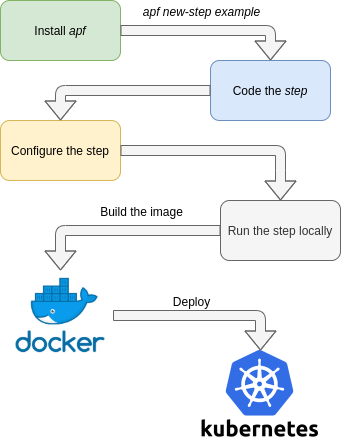 Install apf
apf new-step example
Code the step
Configure the step
Run the step locally
Build the image
docker
Deploy
kubernetes